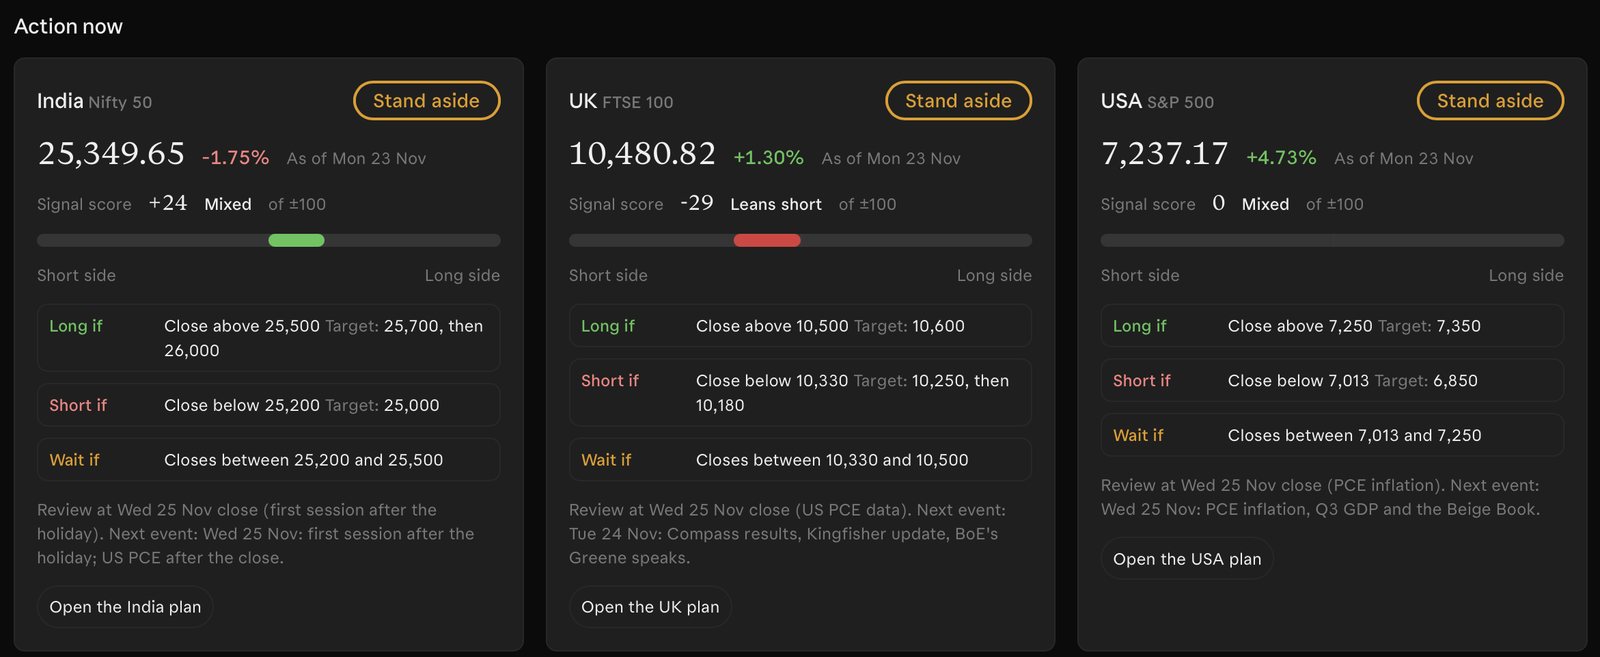 Action now
India Nifty 50
Stand aside
25,349.65 -1.75% As of Mon 23 Nov
Signal score +24 Mixed of ±100
Short side Long side
Long if Close above 25,500 Target: 25,700, then
26,000
Short if Close below 25,200 Target: 25,000
Wait if Closes between 25,200 and 25,500
Review at Wed 25 Nov close (first session after the
holiday). Next event: Wed 25 Nov: first session after the
holiday; US PCE after the close.
Open the India plan
UK FTSE 100
Stand aside
10,480.82 +1.30% As of Mon 23 Nov
Signal score -29 Leans short of ±100
Short side Long side
Long if Close above 10,500 Target: 10,600
Short if Close below 10,330 Target: 10,250, then
10,180
Wait if Closes between 10,330 and 10,500
Review at Wed 25 Nov close (US PCE data). Next event:
Tue 24 Nov: Compass results, Kingfisher update, BoE's
Greene speaks.
Open the UK plan
USA S&P 500
Stand aside
7,237.17 +4.73% As of Mon 23 Nov
Signal score 0 Mixed of ±100
Short side Long side
Long if Close above 7,250 Target: 7,350
Short if Close below 7,013 Target: 6,850
Wait if Closes between 7,013 and 7,250
Review at Wed 25 Nov close (PCE inflation). Next event:
Wed 25 Nov: PCE inflation, Q3 GDP and the Beige Book.
Open the USA plan